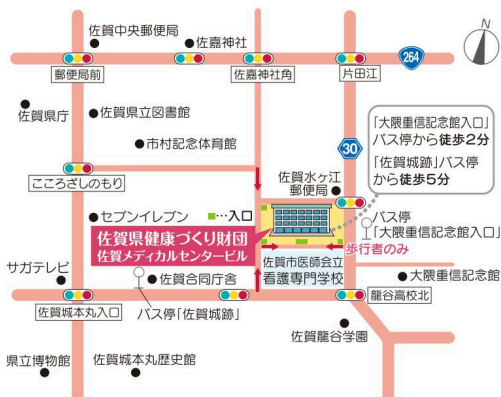 佐賀中央郵便局
佐嘉神社
N
264
郵便局前
佐嘉神社角
片田江
佐賀県庁
佐賀県立図書館
市村記念体育館
30
「大隈重信記念館入口」
バス停から徒歩2分
「佐賀城跡」バス停
から徒歩5分
こころざしのもり
佐賀水ヶ江
郵便局
セブンイレブン
■…入口
バス停
「大隈重信記念館入口」
佐賀県健康づくり財団
佐賀メディカルセンタービル
歩行者のみ
佐賀市医師会立
看護専門学校
サガテレビ
佐賀合同庁舎
大隈重信記念館
佐賀城本丸入口
バス停「佐賀城跡」
龍谷高校北
佐賀龍谷学園
県立博物館
佐賀城本丸歴史館